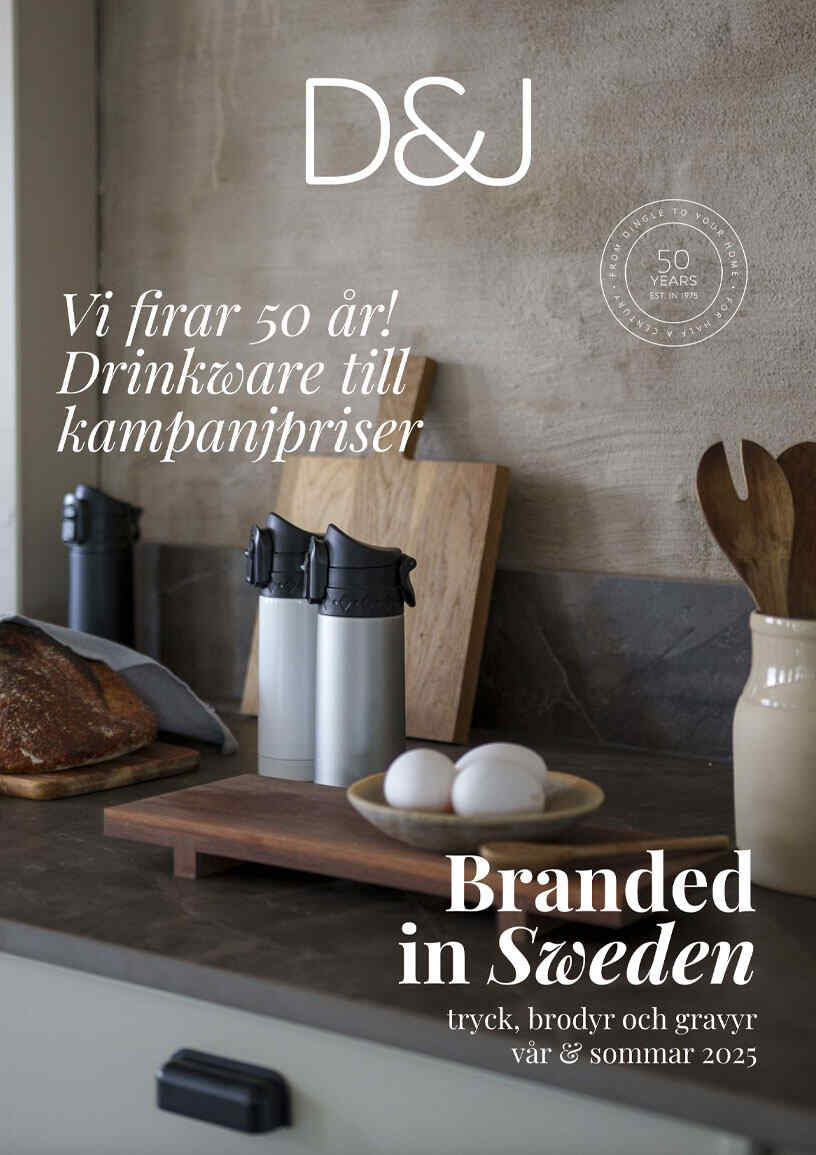 D&J
FROM DINGLE TO YOUR HOME • FOR HALF A CENTURY •
50
YEARS
EST. IN 1975
Vi firar 50 år!
Drinkware till
kampanjpriser
Branded
in Sweden
tryck, brodyr och gravyr
vår & sommar 2025